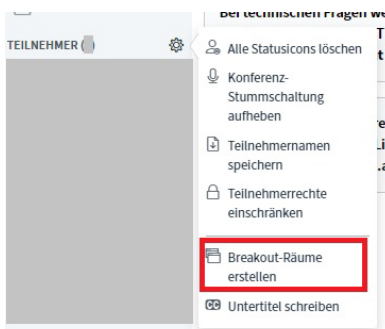 Bei technischen Fragen we
T
TEILNEHMER ( )
t
Alle Statusicons löschen
Konferenz-
Stummschaltung
aufheben
Teilnehmernamen
speichern
Teilnehmerrechte
einschränken
Breakout-Räume
erstellen
CC Untertitel schreiben